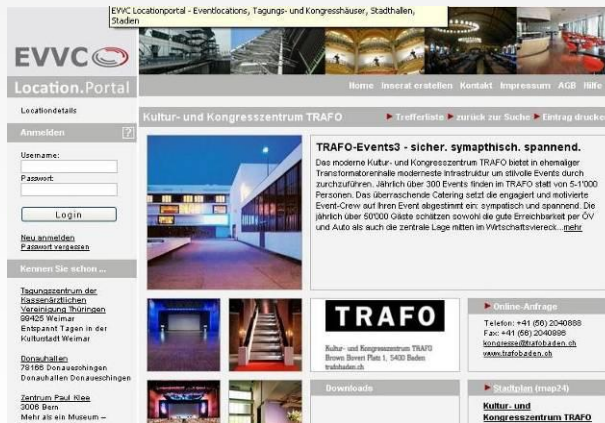 EVVC Locationportal - Eventlocations, Tagungs- und Kongresshäuser, Stadthallen,
Stadien
EVVC
Location.Portal
Home Inserat erstellen Kontakt Impressum AGB Hilfe
Locationdetails
Kultur- und Kongresszentrum TRAFO
Trefferliste zurück zur Suche Eintrag drucke
Anmelden ?
Username:
Passwort:
Login
Neu anmelden
Passwort vergessen
Kennen Sie schon ...
Tagungszentrum der
Kassenärztlichen
Vereinigung Thüringen
99425 Weimar
Entspannt Tagen in der
Kulturstadt Weimar
Donauhallen
78166 Donaueschingen
Donauhallen Donaueschingen
Zentrum Paul Klee
3006 Bern
Mehr als ein Museum –
TRAFO-Events3 - sicher. sympathisch. spannend.
Das moderne Kultur- und Kongresszentrum TRAFO bietet in ehemaliger
Transformatorenhalle modernste Infrastruktur um stilvolle Events durch
zurchführen. Jährlich über 300 Events finden im TRAFO statt von 5-1'000
Personen. Das überraschende Catering setzt die engagiert und motivierte
Event-Crew auf Ihren Event abgestimmt ein: sympatisch und spannend. Die
jährlich über 50'000 Gäste schätzen sowohl die gute Erreichbarkeit per ÖV
und Auto als auch die zentrale Lage mitten im Wirtschaftsviereck...mehr
TRAFO
Kultur- und Kongresszentrum TRAFO
Brown Boveri Platz 1, 5400 Baden
trafobaden.ch
Online-Anfrage
Telefon: +41 (56) 2040888
Fax: +41 (56) 2040886
kongresse@trafobaden.ch
www.trafobaden.ch
Downloads
Stadtplan (map24)
Kultur- und
Kongresszentrum TRAFO